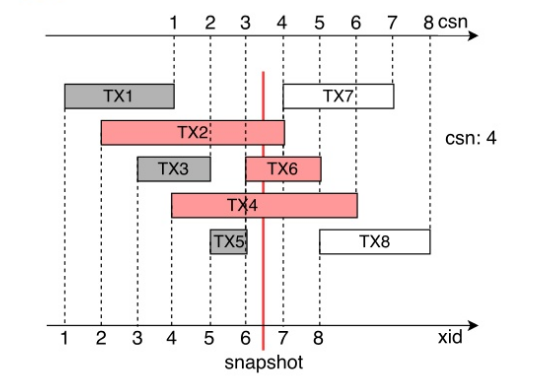 1 2 3 4 5 6 7 8 csn
TX1 TX7
TX2 csn: 4
TX3 TX6
TX4
TX5 TX8
1 2 3 4 5 6 7 8 xid
snapshot